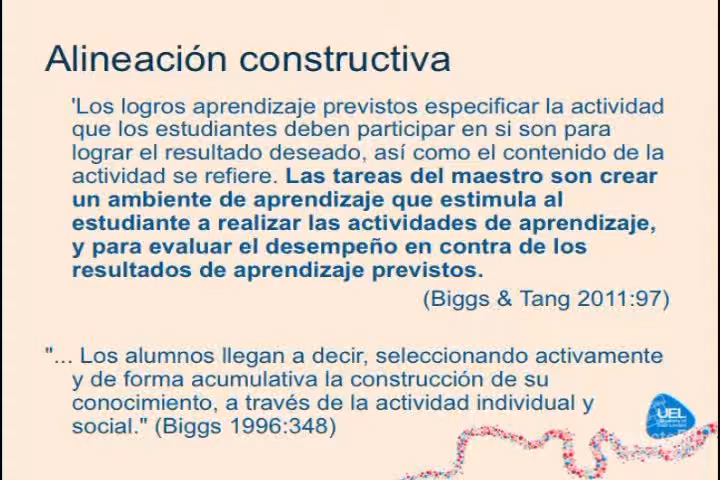 Alineación constructiva
'Los logros aprendizaje previstos especificar la actividad
que los estudiantes deben participar en si son para
lograr el resultado deseado, así como el contenido de la
actividad se refiere. Las tareas del maestro son crear
un ambiente de aprendizaje que estimula al
estudiante a realizar las actividades de aprendizaje,
y para evaluar el desempeño en contra de los
resultados de aprendizaje previstos.
(Biggs & Tang 2011:97)
"... Los alumnos llegan a decir, seleccionando activamente
y de forma acumulativa la construcción de su
conocimiento, a través de la actividad individual y
social." (Biggs 1996:348)
UEL